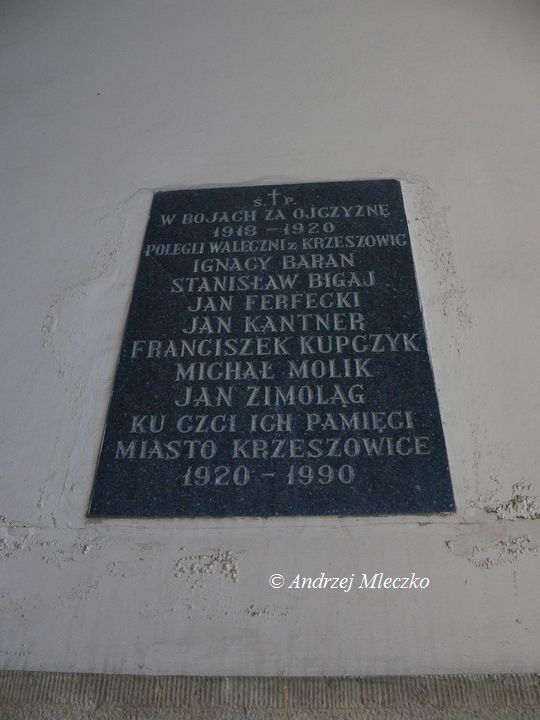 Ś. † P.
W BOJACH ZA OJCZYZNĘ
1918 – 1920
POLEGLI WALECZNI z KRZESZOWIC
IGNACY BARAN
STANISŁAW BIGAJ
JAN FERFECKI
JAN KANTNER
FRANCISZEK KUPCZYK
MICHAŁ MOLIK
JAN ZIMOLĄG
KU CZCI ICH PAMIĘCI
MIASTO KRZESZOWICE
1920 – 1990
© Andrzej Mleczko